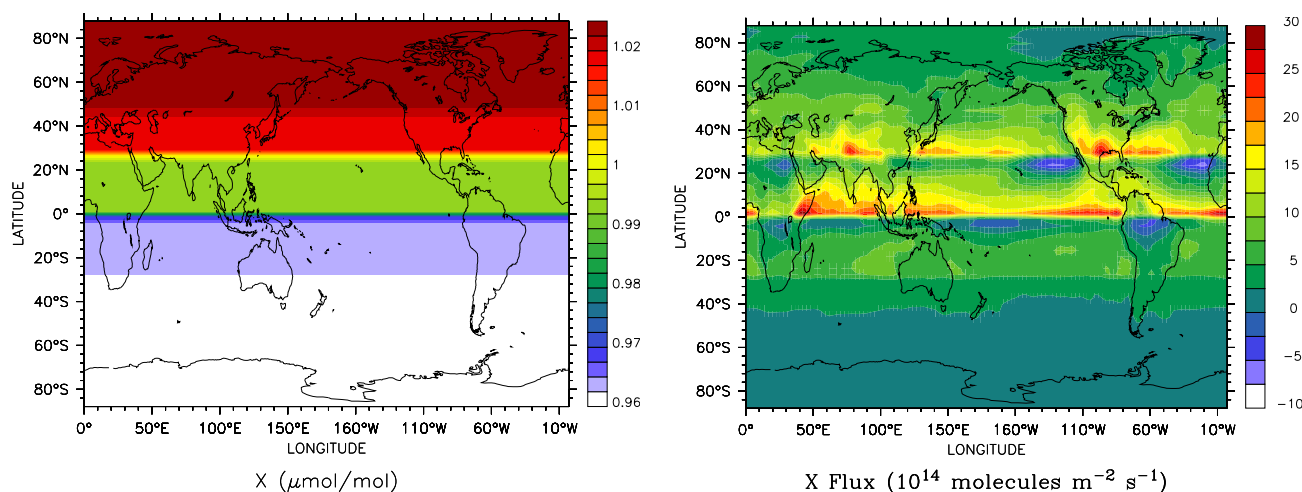 80°N
60°N
40°N
20°N
0°
20°S
40°S
60°S
80°S
LATITUDE
0°
50°E
100°E
150°E
160°W
110°W
60°W
10°W
LONGITUDE
X (μmol/mol)
1.02
1.01
1
0.99
0.98
0.97
0.96
80°N
60°N
40°N
20°N
0°
20°S
40°S
60°S
80°S
LATITUDE
0°
50°E
100°E
150°E
160°W
110°W
60°W
10°W
LONGITUDE
X Flux (10¹⁴ molecules m⁻² s⁻¹)
30
25
20
15
10
5
0
−5
−10